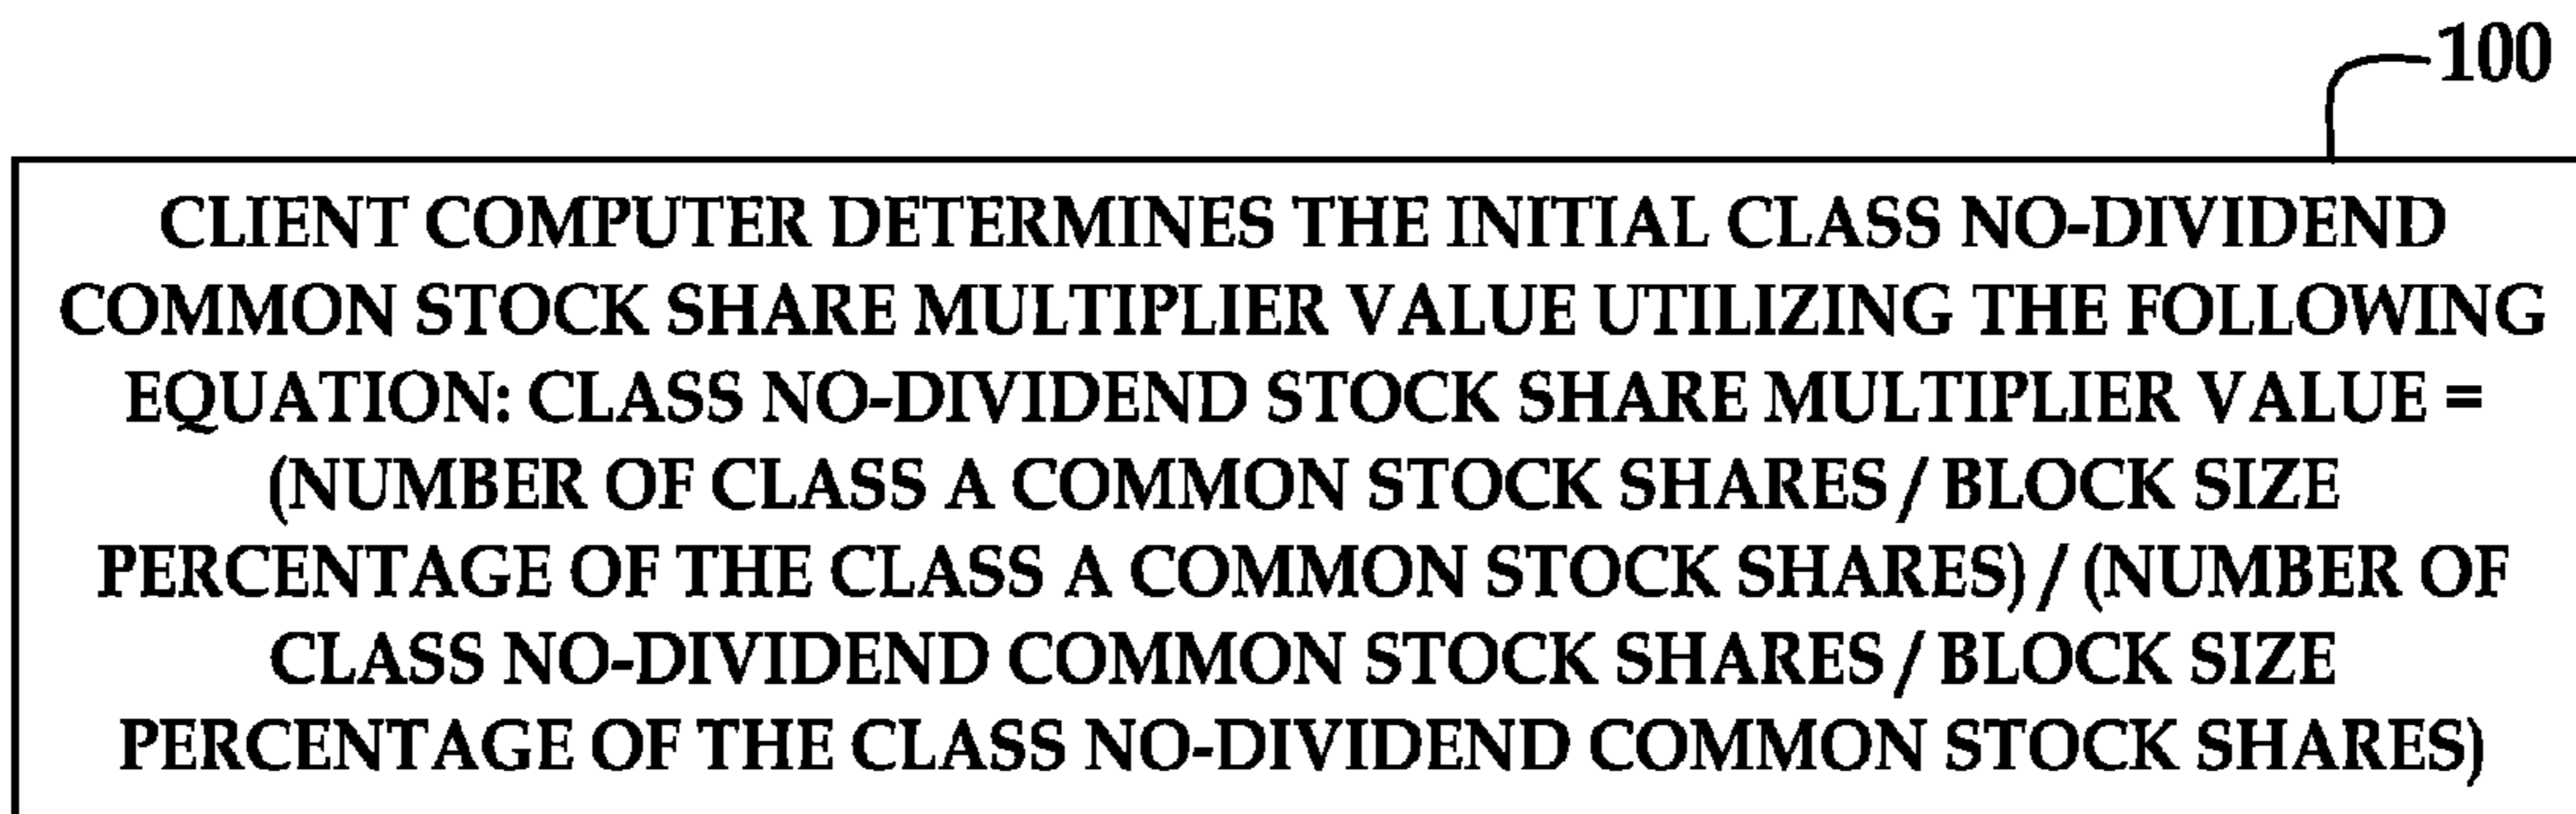 100
CLIENT COMPUTER DETERMINES THE INITIAL CLASS NO-DIVIDEND
COMMON STOCK SHARE MULTIPLIER VALUE UTILIZING THE FOLLOWING
EQUATION: CLASS NO-DIVIDEND STOCK SHARE MULTIPLIER VALUE =
(NUMBER OF CLASS A COMMON STOCK SHARES / BLOCK SIZE
PERCENTAGE OF THE CLASS A COMMON STOCK SHARES) / (NUMBER OF
CLASS NO-DIVIDEND COMMON STOCK SHARES / BLOCK SIZE
PERCENTAGE OF THE CLASS NO-DIVIDEND COMMON STOCK SHARES)